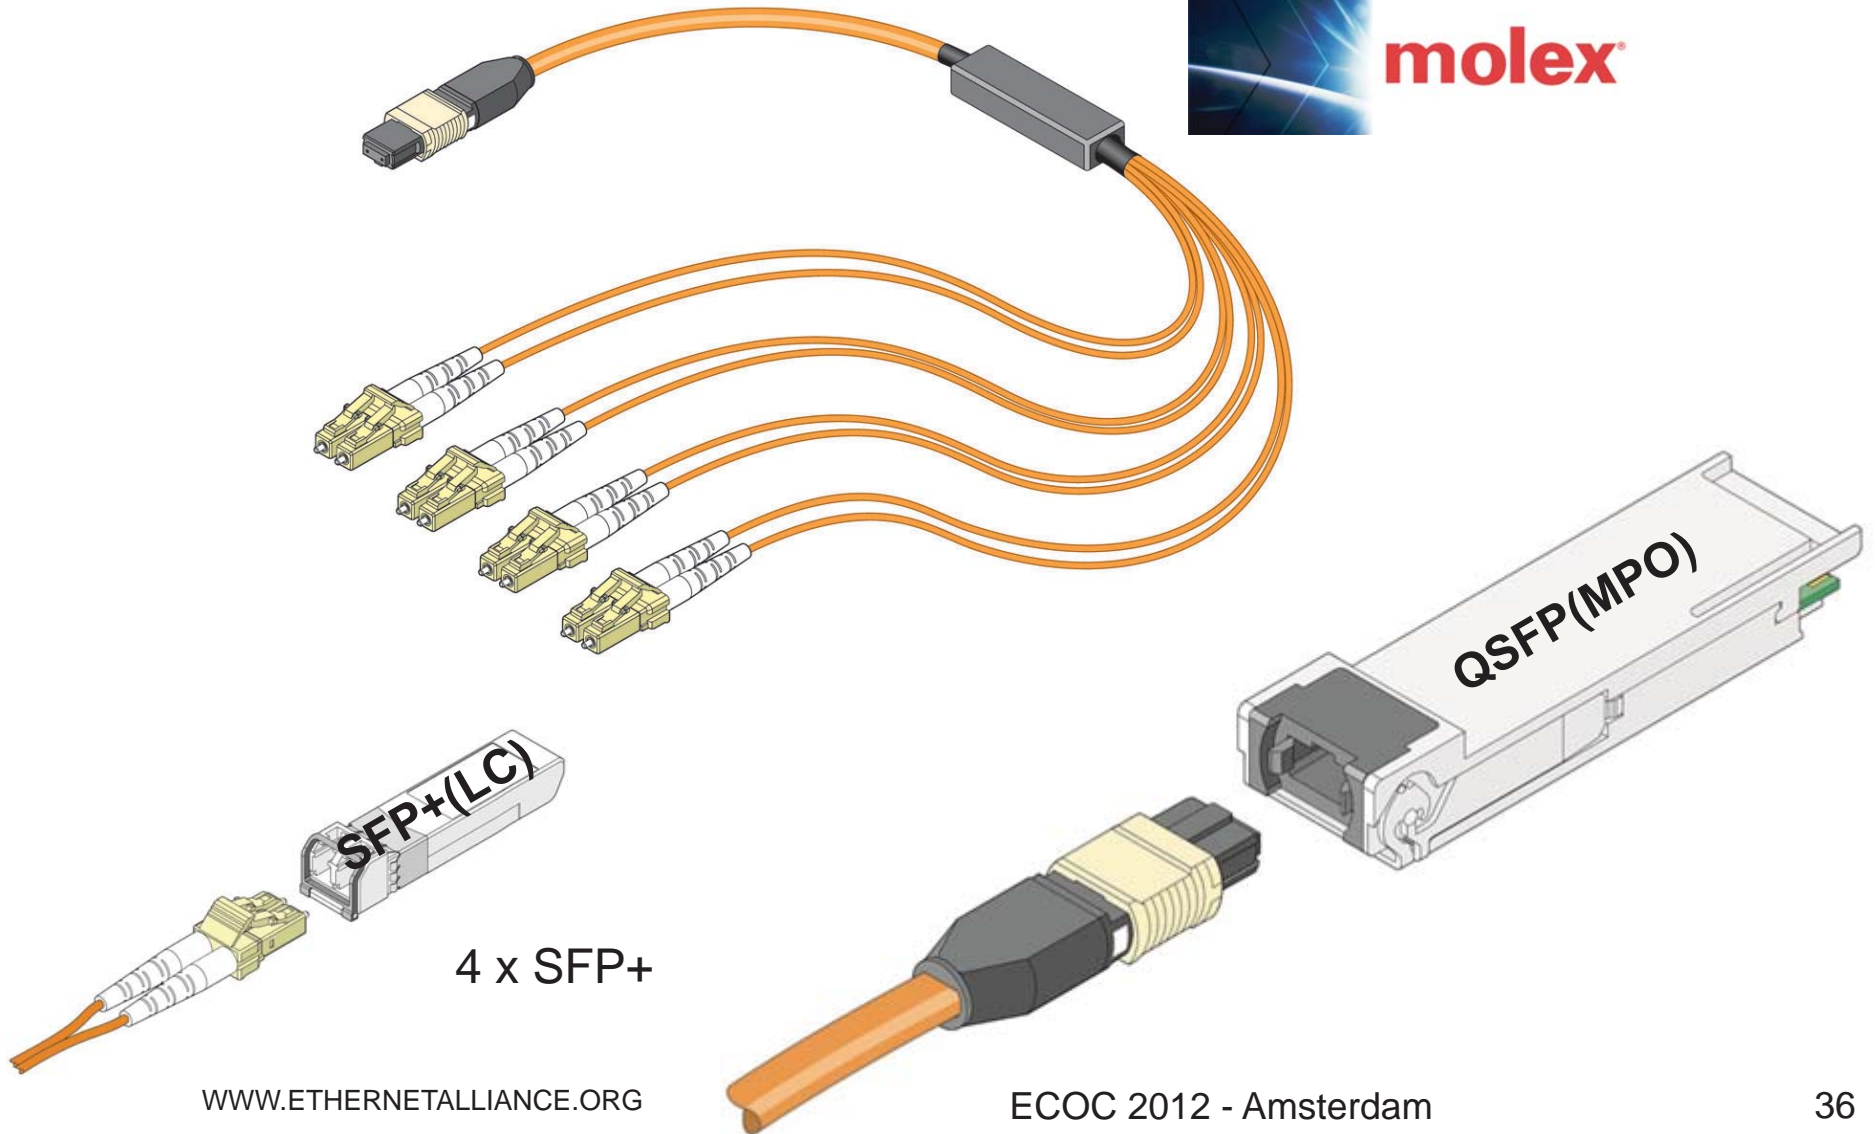 molex®
QSFP(MPO)
SFP+(LC)
4 x SFP+
WWW.ETHERNETALLIANCE.ORG
ECOC 2012 - Amsterdam
36